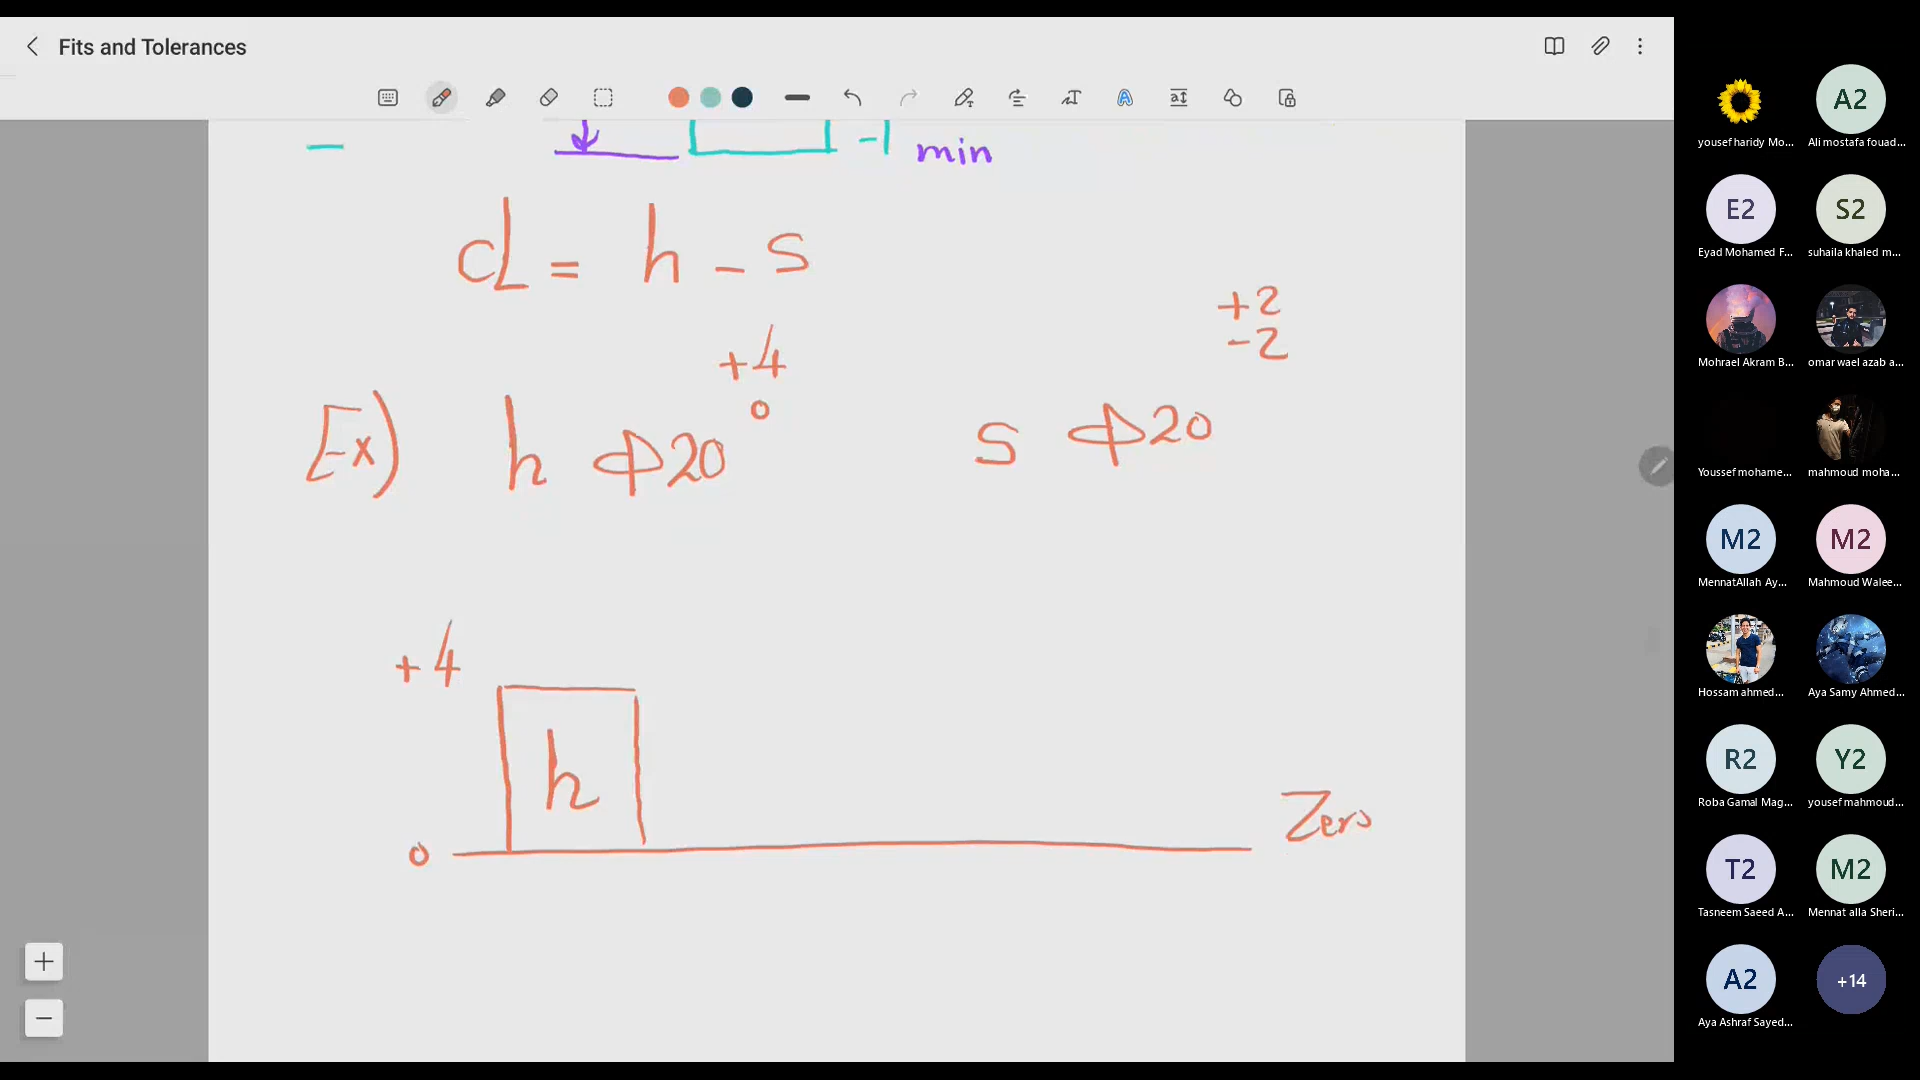 Fits and Tolerances
-1 min
cL = h - s
+2
-2
+4
0
Ex) h ⌀20 s ⌀20
+4
h
Zero
0
A2
yousef haridy Mo...
Ali mostafa fouad...
E2
S2
Eyad Mohamed F...
suhaila khaled m...
Mohrael Akram B...
omar wael azab a...
Youssef mohame...
mahmoud moha...
M2
M2
MennatAllah Ay...
Mahmoud Walee...
Hossam ahmed...
Aya Samy Ahmed...
R2
Y2
Roba Gamal Mag...
yousef mahmoud...
T2
M2
Tasneem Saeed A...
Mennat alla Sheri...
A2
+14
Aya Ashraf Sayed...